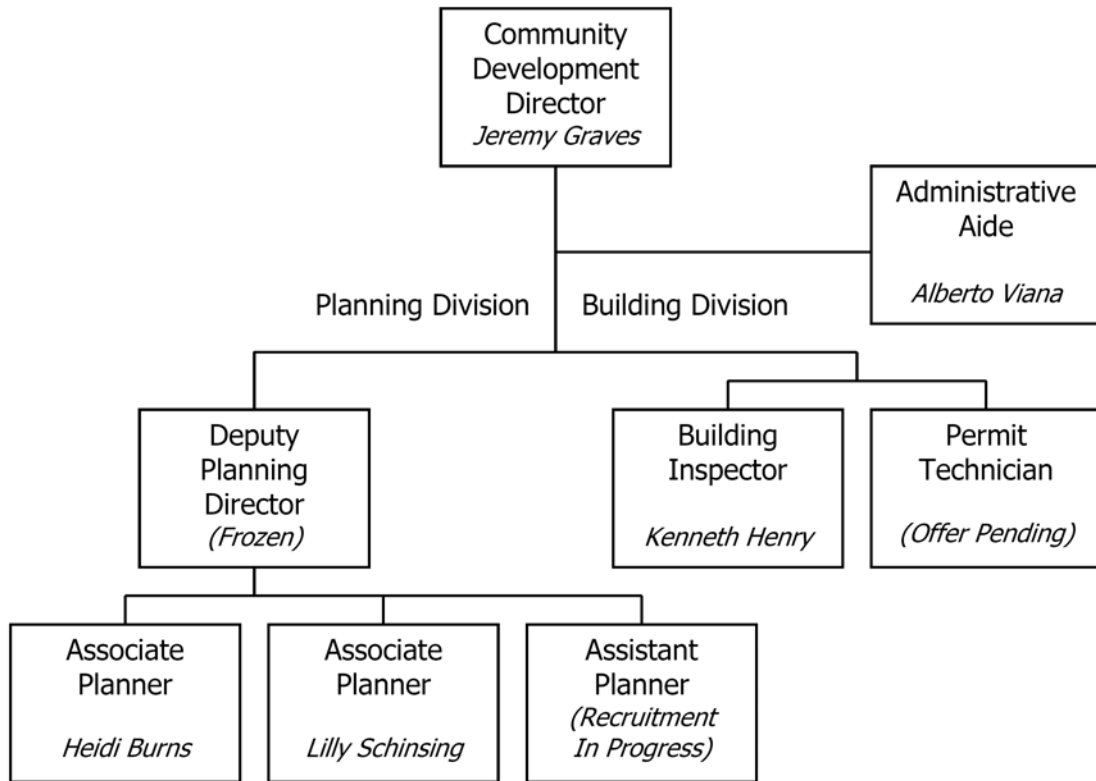 Community
Development
Director
Jeremy Graves
Administrative
Aide
Alberto Viana
Planning Division
Building Division
Deputy
Planning
Director
(Frozen)
Building
Inspector
Kenneth Henry
Permit
Technician
(Offer Pending)
Associate
Planner
Heidi Burns
Associate
Planner
Lilly Schinsing
Assistant
Planner
(Recruitment
In Progress)